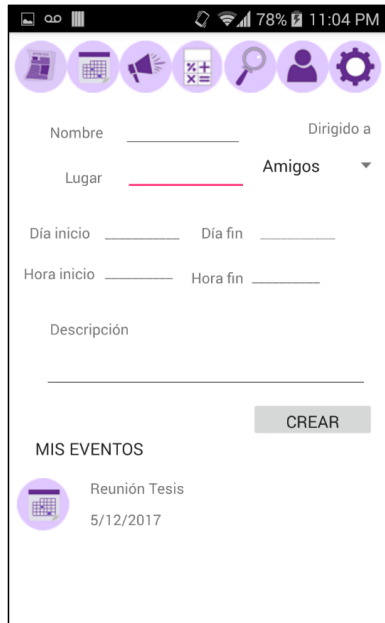 78% 11:04 PM
Nombre Dirigido a
Lugar Amigos
Día inicio Día fin
Hora inicio Hora fin
Descripción
CREAR
MIS EVENTOS
Reunión Tesis
5/12/2017